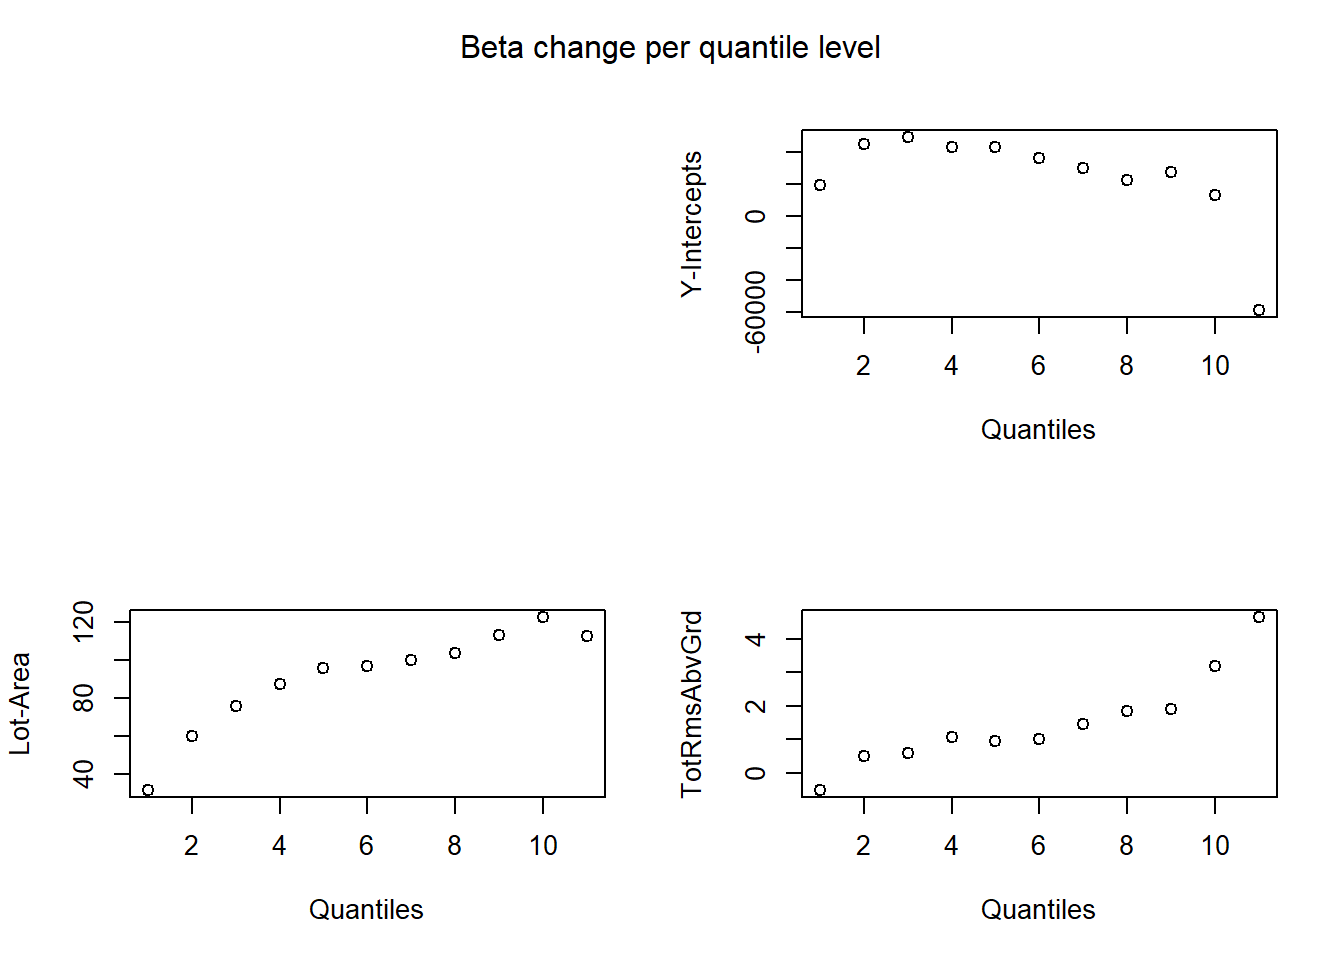 Beta change per quantile level
Y-Intercepts
0
-60000
2 4 6 8 10
Quantiles
Lot-Area
120
80
40
2 4 6 8 10
Quantiles
TotRmsAbvGrd
4
2
0
2 4 6 8 10
Quantiles